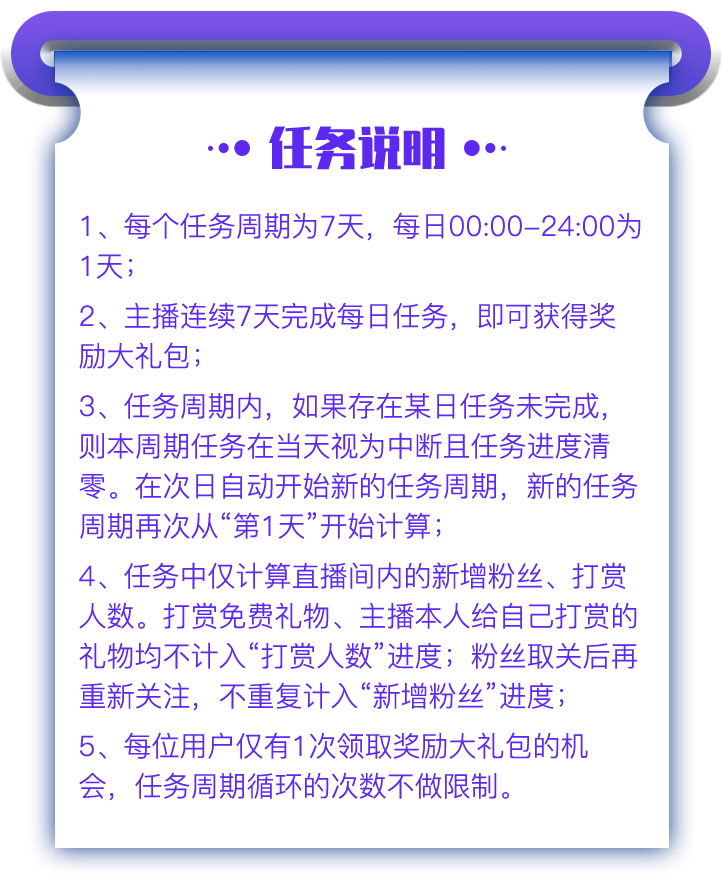 任务说明
1、每个任务周期为7天，每日00:00-24:00为
1天；
2、主播连续7天完成每日任务，即可获得奖
励大礼包；
3、任务周期内，如果存在某日任务未完成，
则本周期任务在当天视为中断且任务进度清
零。在次日自动开始新的任务周期，新的任务
周期再次从“第1天”开始计算；
4、任务中仅计算直播间内的新增粉丝、打赏
人数。打赏免费礼物、主播本人给自己打赏的
礼物均不计入“打赏人数”进度；粉丝取关后再
重新关注，不重复计入“新增粉丝”进度；
5、每位用户仅有1次领取奖励大礼包的机
会，任务周期循环的次数不做限制。